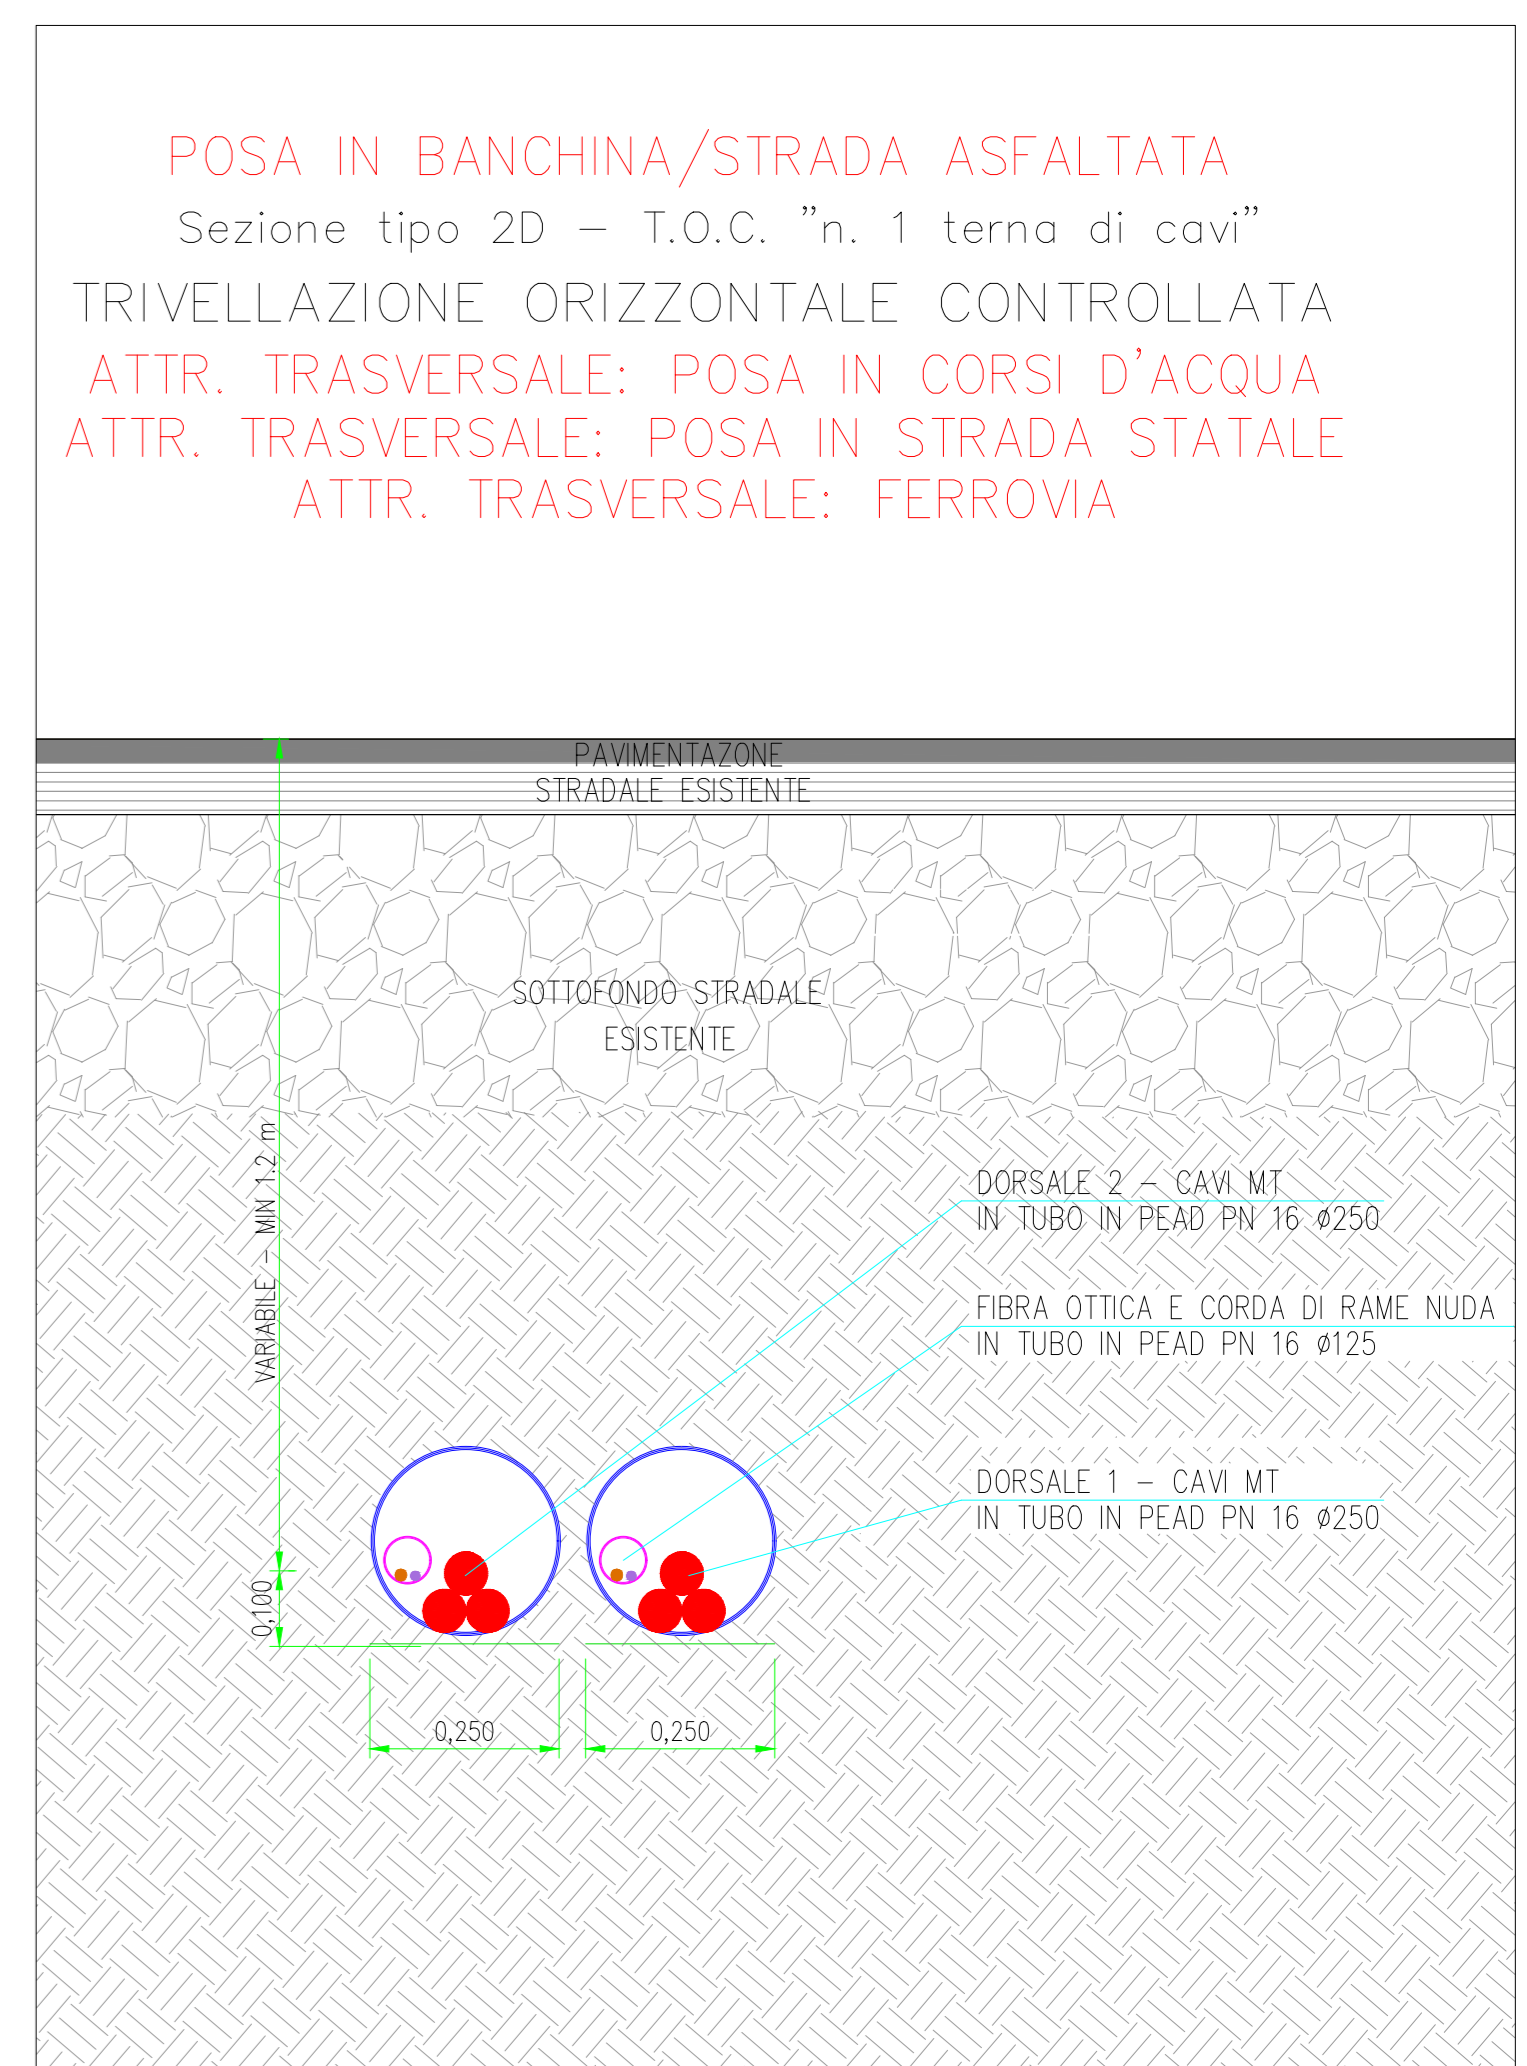 POSA IN BANCHINA/STRADA ASFALTATA
Sezione tipo 2D – T.O.C. "n. 1 terna di cavi"
TRIVELLAZIONE ORIZZONTALE CONTROLLATA
ATTR. TRASVERSALE: POSA IN CORSI D'ACQUA
ATTR. TRASVERSALE: POSA IN STRADA STATALE
ATTR. TRASVERSALE: FERROVIA
PAVIMENTAZONE
STRADALE ESISTENTE
SOTTOFONDO STRADALE
ESISTENTE
VARIABILE – MIN 1.2 m
DORSALE 2 – CAVI MT
IN TUBO IN PEAD PN 16 ø250
FIBRA OTTICA E CORDA DI RAME NUDA
IN TUBO IN PEAD PN 16 ø125
DORSALE 1 – CAVI MT
IN TUBO IN PEAD PN 16 ø250
0,100
0,250
0,250